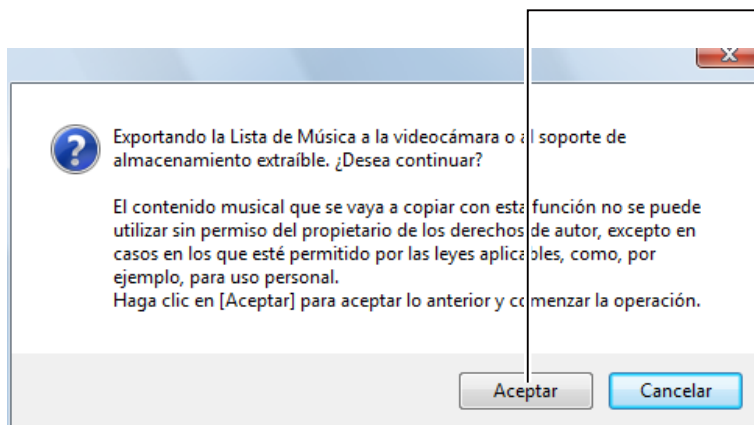 Exportando la Lista de Música a la videocámara o al soporte de
almacenamiento extraíble. ¿Desea continuar?
El contenido musical que se vaya a copiar con esta función no se puede
utilizar sin permiso del propietario de los derechos de autor, excepto en
casos en los que esté permitido por las leyes aplicables, como, por
ejemplo, para uso personal.
Haga clic en [Aceptar] para aceptar lo anterior y comenzar la operación.
Aceptar Cancelar